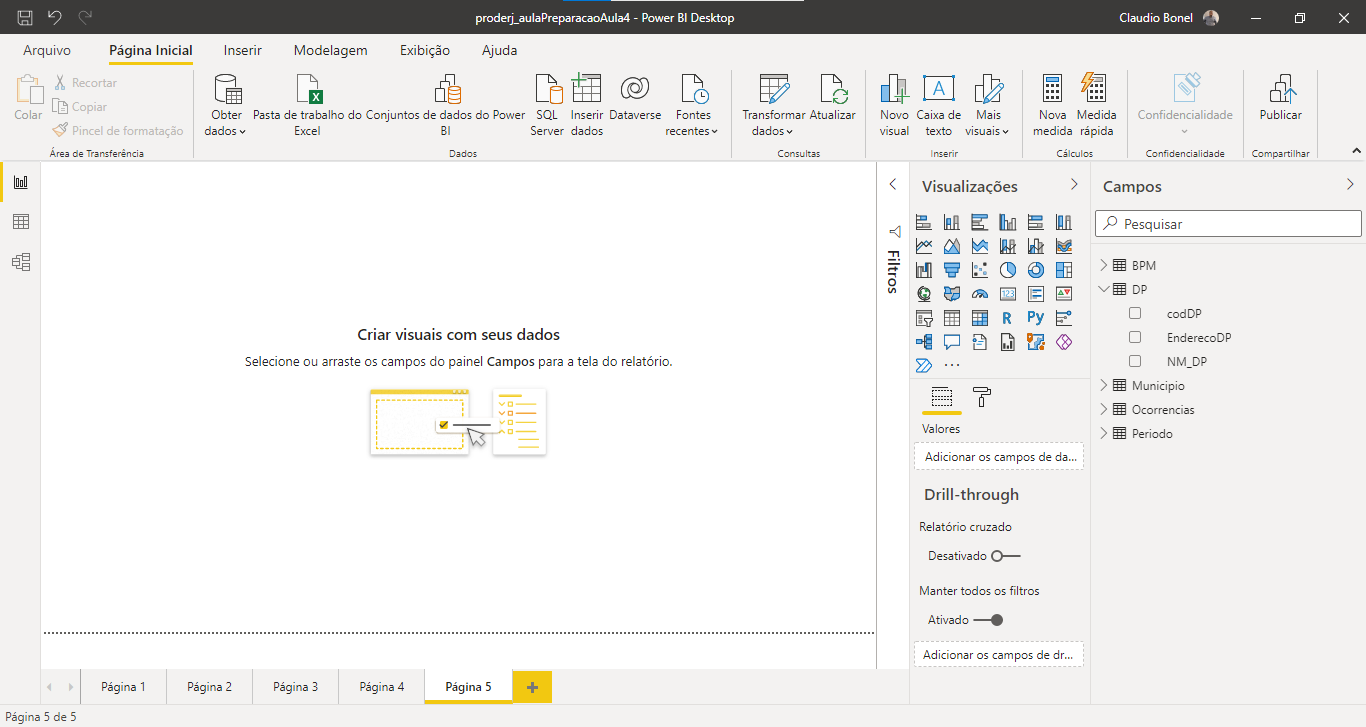 proderj_aulaPreparacaoAula4 - Power BI Desktop
Claudio Bonel
Arquivo
Página Inicial
Inserir
Modelagem
Exibição
Ajuda
Colar
Recortar
Copiar
Pincel de formatação
Área de Transferência
Obter
dados
Pasta de trabalho do
Excel
Conjuntos de dados do Power
BI
SQL
Server
Inserir
dados
Dataverse
Fontes
recentes
Dados
Transformar
dados
Atualizar
Consultas
Novo
visual
A
Caixa de
texto
Mais
visuais
Inserir
Nova
medida
Medida
rápida
Cálculos
Confidencialidade
Confidencialidade
Publicar
Compartilhar
Criar visuais com seus dados
Selecione ou arraste os campos do painel Campos para a tela do relatório.
Filtros
Visualizações
123
R
Py
...
Valores
Adicionar os campos de da...
Drill-through
Relatório cruzado
Desativado
Manter todos os filtros
Ativado
Adicionar os campos de dr...
Campos
Pesquisar
BPM
DP
codDP
EnderecoDP
NM_DP
Municipio
Ocorrencias
Periodo
Página 1
Página 2
Página 3
Página 4
Página 5
+
Página 5 de 5